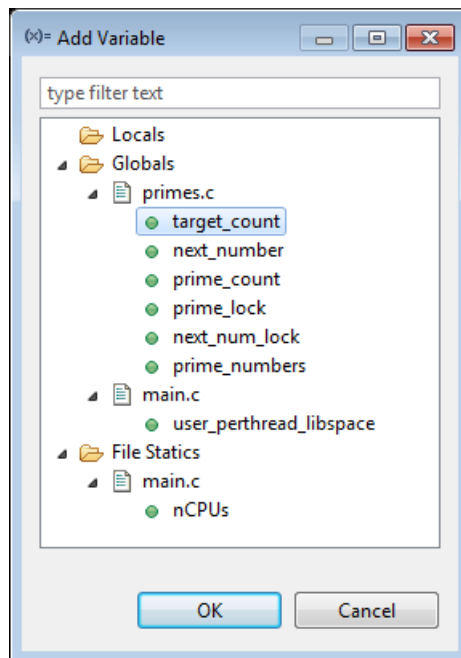 (x)= Add Variable
type filter text
Locals
Globals
primes.c
target_count
next_number
prime_count
prime_lock
next_num_lock
prime_numbers
main.c
user_perthread_libspace
File Statics
main.c
nCPUs
OK Cancel